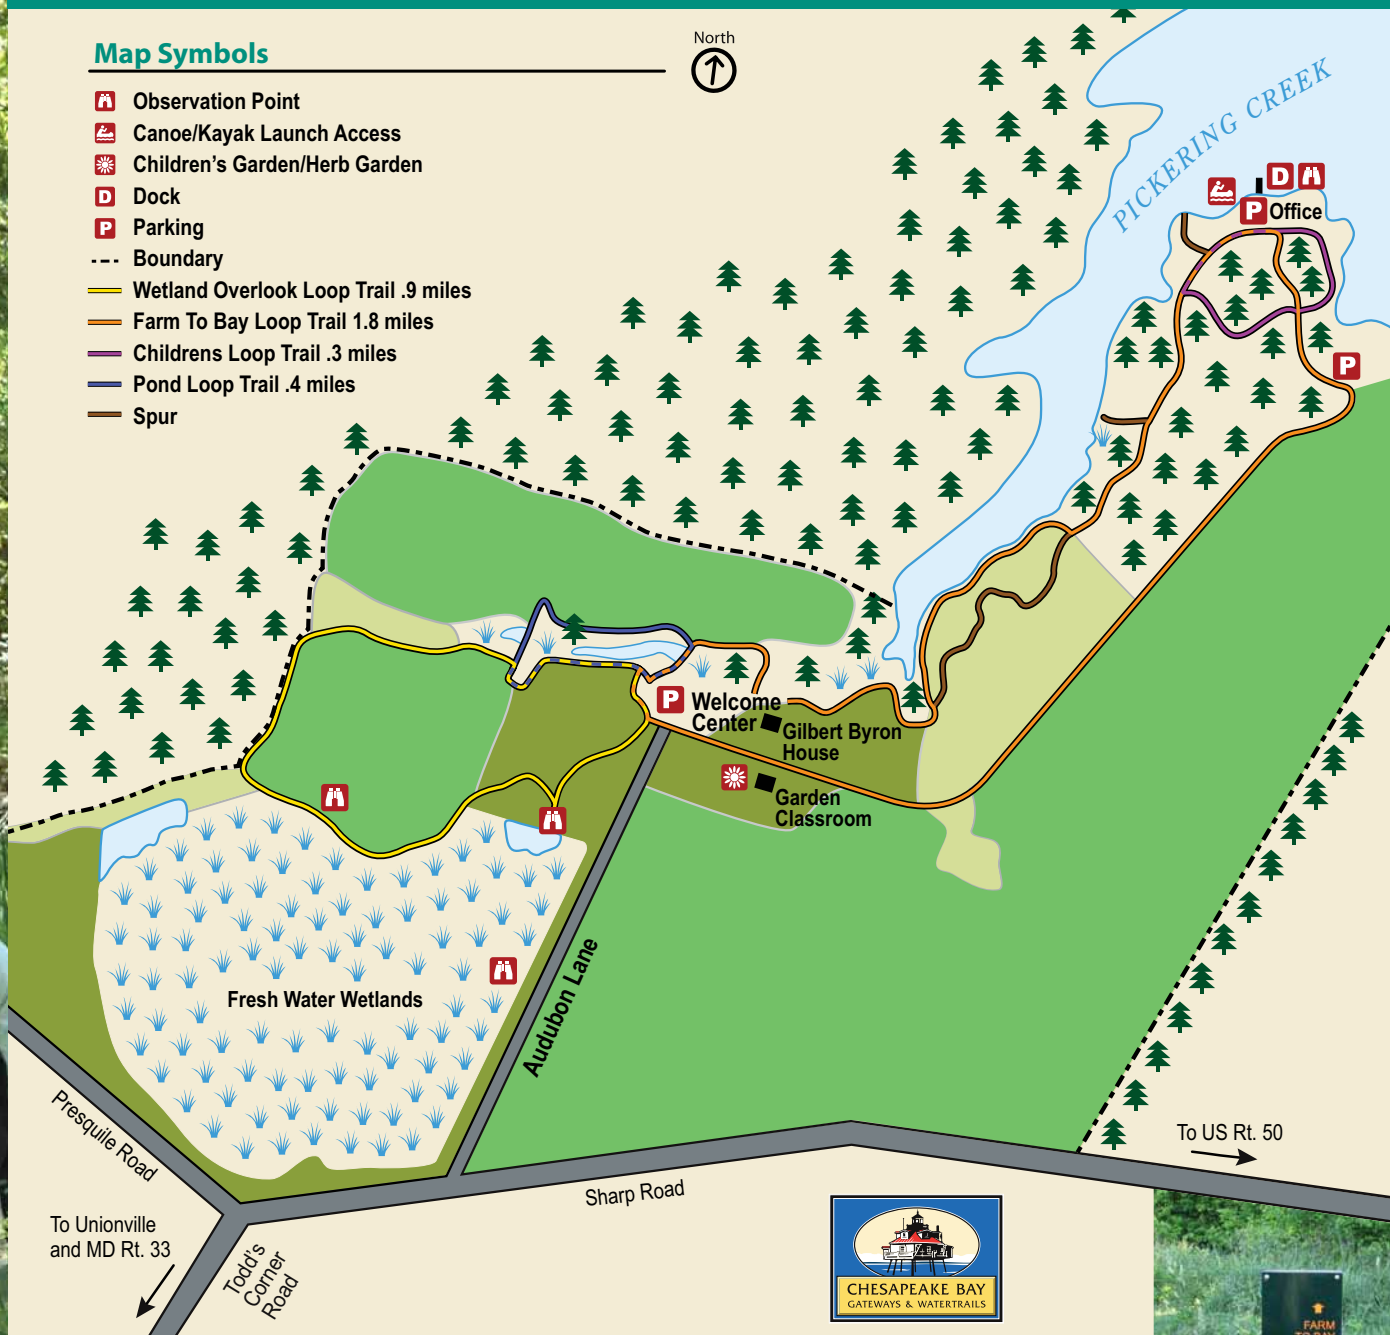 Map Symbols
North
Observation Point
Canoe/Kayak Launch Access
Children's Garden/Herb Garden
D Dock
P Parking
Boundary
Wetland Overlook Loop Trail .9 miles
Farm To Bay Loop Trail 1.8 miles
Childrens Loop Trail .3 miles
Pond Loop Trail .4 miles
Spur
PICKERING CREEK
D
P Office
P
P Welcome
Center
Gilbert Byron
House
Garden
Classroom
Fresh Water Wetlands
Audubon Lane
Presquile Road
Sharp Road
To US Rt. 50
To Unionville
and MD Rt. 33
Todd's
Corner
Road
CHESAPEAKE BAY
GATEWAYS & WATERTRAILS
FARM